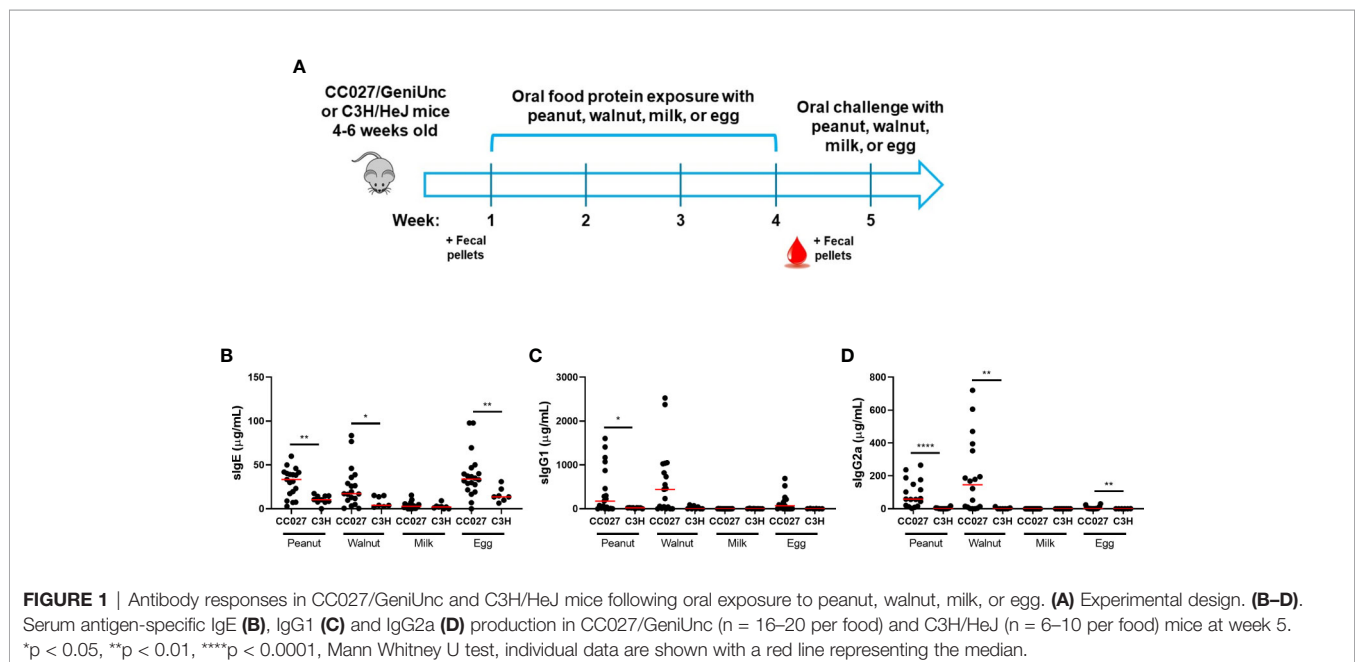 A
CC027/GeniUnc
or C3H/HeJ mice
4-6 weeks old
Oral food protein exposure with
peanut, walnut, milk, or egg
Oral challenge with
peanut, walnut,
milk, or egg
Week: 1 2 3 4 5
+ Fecal
pellets
+ Fecal
pellets
B
sIgE (µg/mL)
150
100
50
0
**
*
**
CC027 C3H CC027 C3H CC027 C3H CC027 C3H
Peanut Walnut Milk Egg
C
sIgG1 (µg/mL)
3000
2000
1000
0
*
CC027 C3H CC027 C3H CC027 C3H CC027 C3H
Peanut Walnut Milk Egg
D
sIgG2a (µg/mL)
800
600
400
200
0
****
**
**
CC027 C3H CC027 C3H CC027 C3H CC027 C3H
Peanut Walnut Milk Egg
FIGURE 1 | Antibody responses in CC027/GeniUnc and C3H/HeJ mice following oral exposure to peanut, walnut, milk, or egg. (A) Experimental design. (B–D).
Serum antigen-specific IgE (B), IgG1 (C) and IgG2a (D) production in CC027/GeniUnc (n = 16–20 per food) and C3H/HeJ (n = 6–10 per food) mice at week 5.
*p < 0.05, **p < 0.01, ****p < 0.0001, Mann Whitney U test, individual data are shown with a red line representing the median.